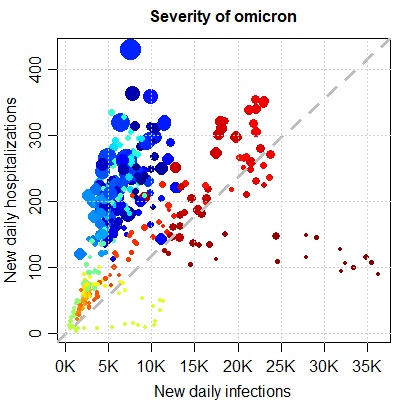 Severity of omicron
New daily hospitalizations
400
300
200
100
0
0K 5K 10K 15K 20K 25K 30K 35K
New daily infections